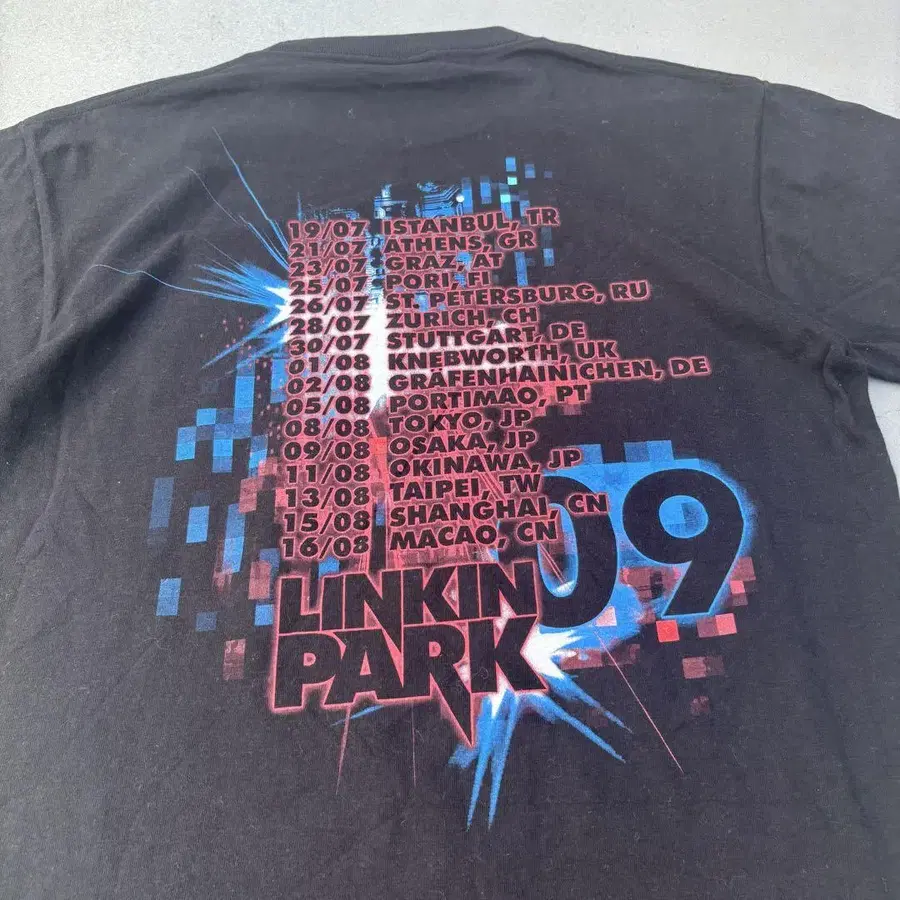 19/07 ISTANBUL, TR
21/07 ATHENS, GR
23/07 GRAZ, AT
25/07 PORI, FI
26/07 ST. PETERSBURG, RU
28/07 ZURICH, CH
30/07 STUTTGART, DE
01/08 KNEBWORTH, UK
02/08 GRÄFENHAINICHEN, DE
05/08 PORTIMAO, PT
08/08 TOKYO, JP
09/08 OSAKA, JP
11/08 OKINAWA, JP
13/08 TAIPEI, TW
15/08 SHANGHAI, CN
16/08 MACAO, CN
09
LINKIN
PARK